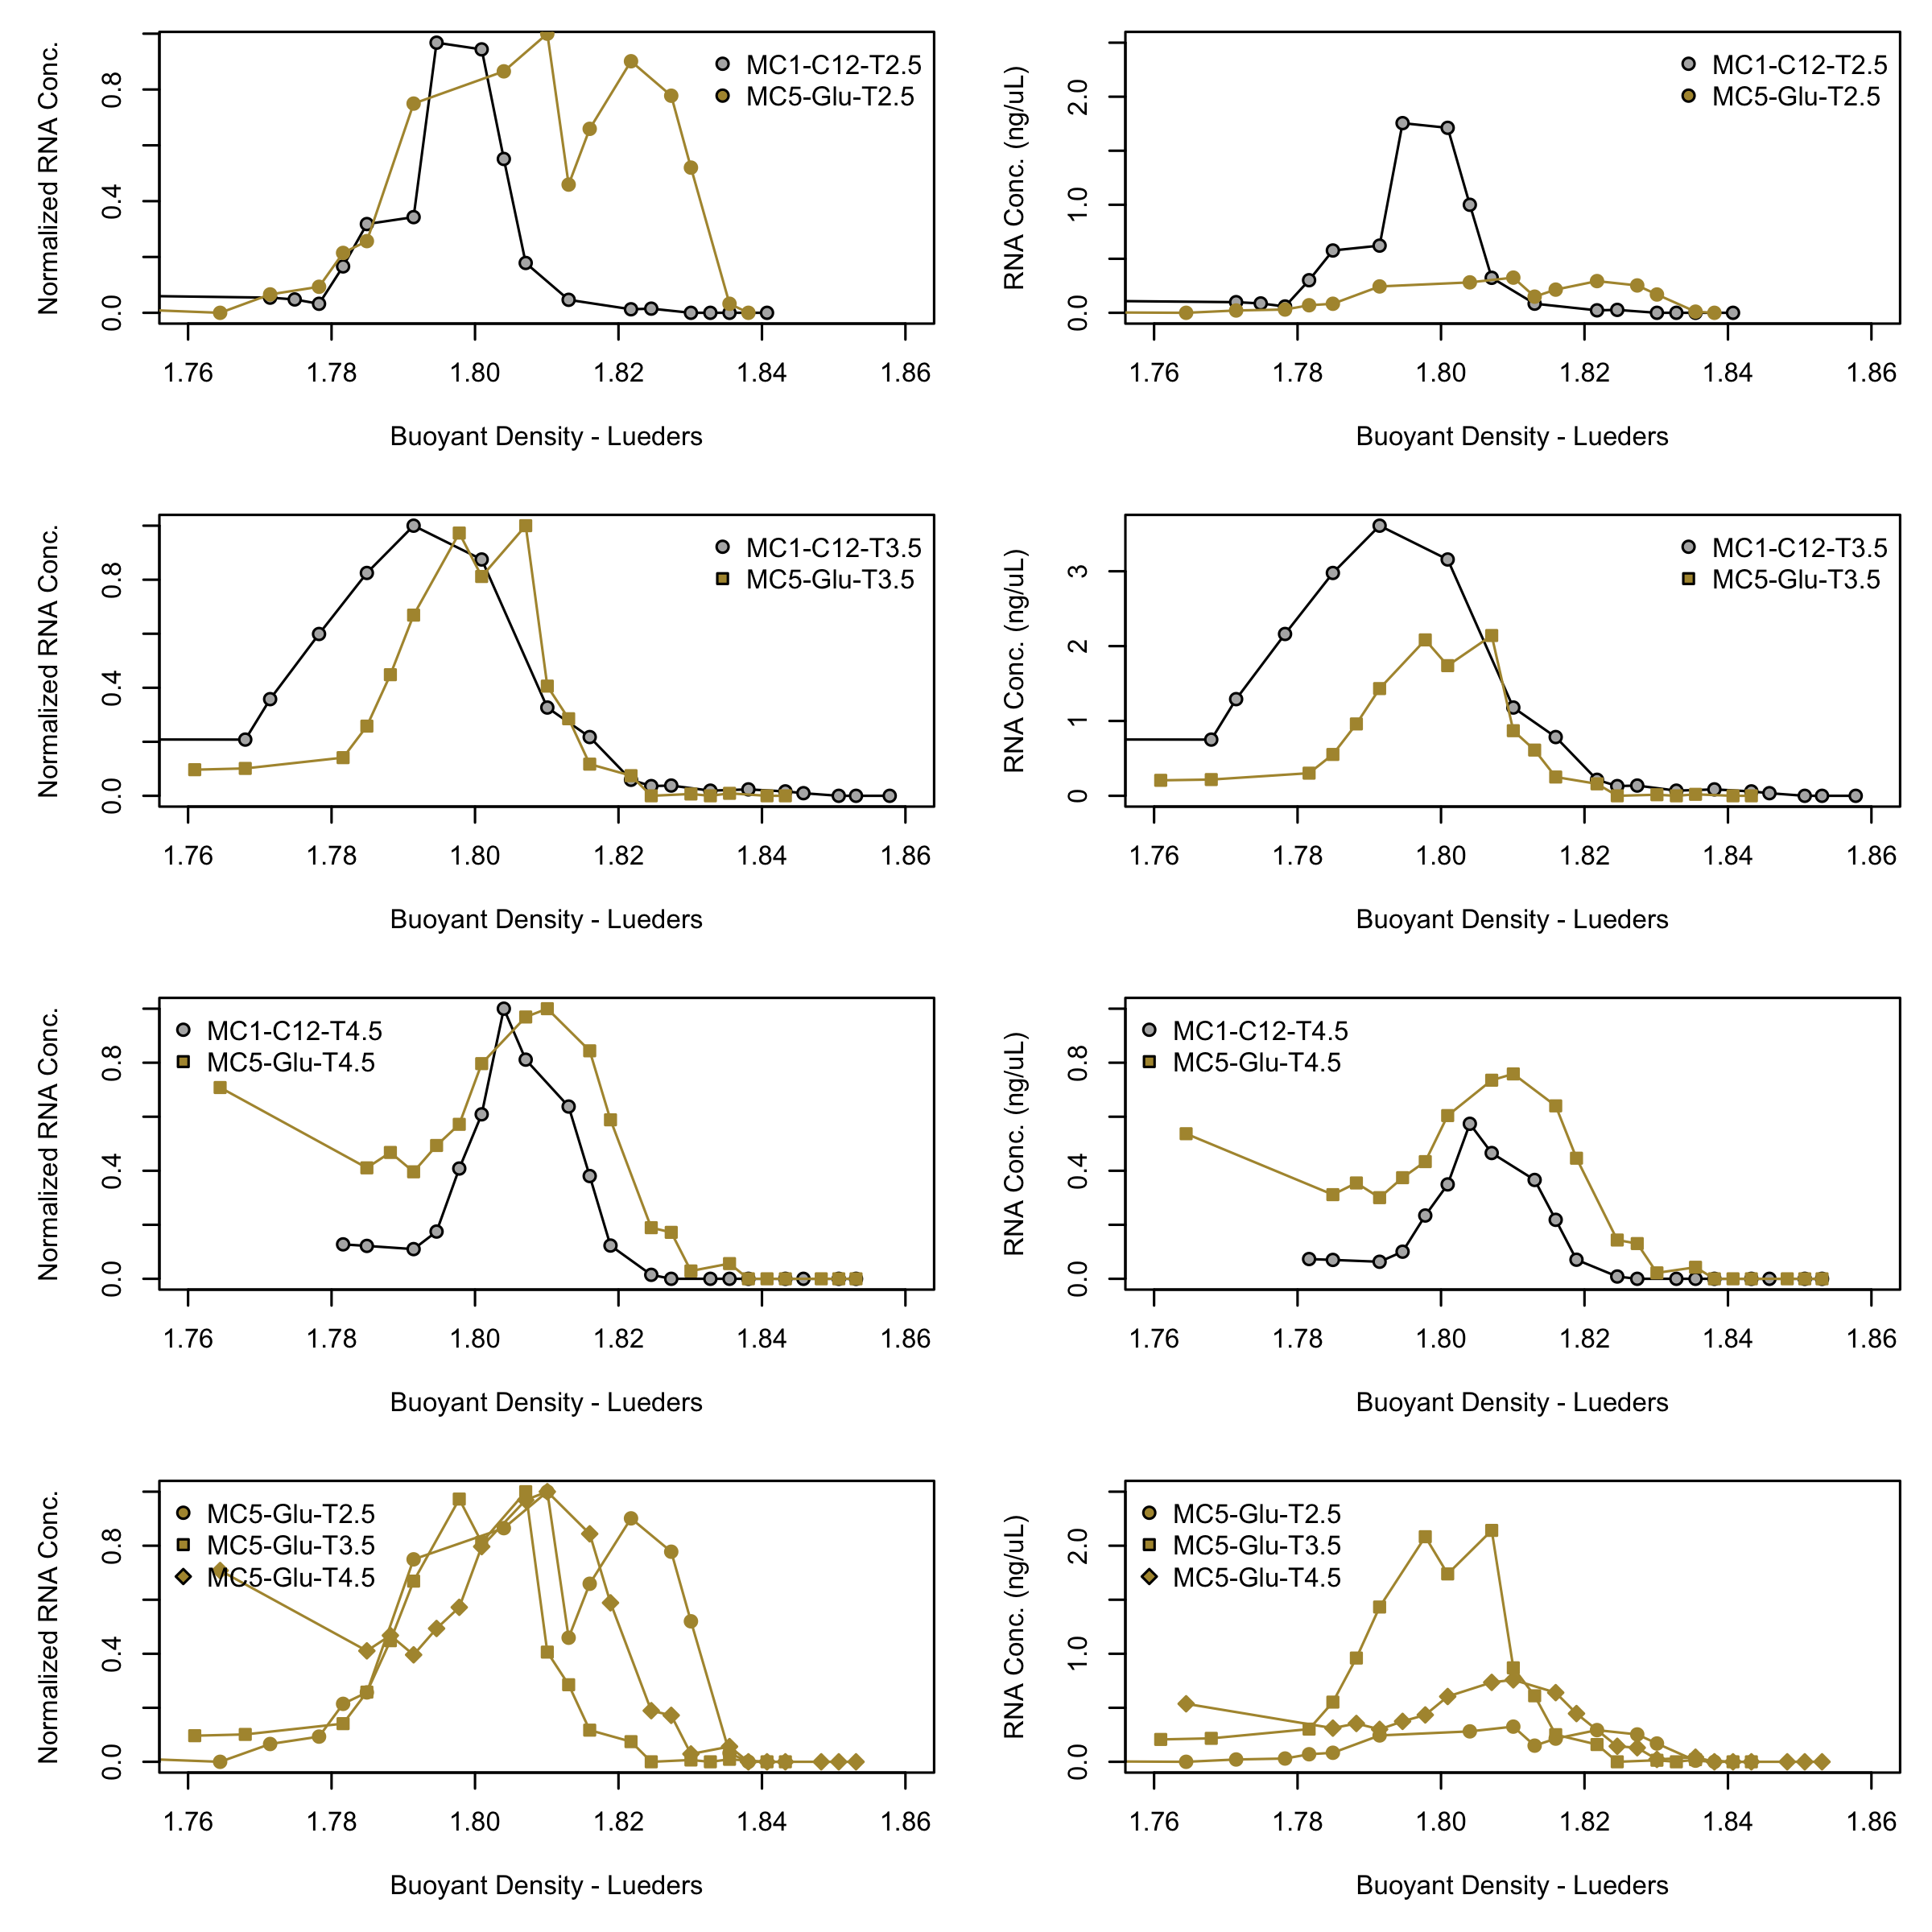 Normalized RNA Conc.
0.0 0.4 0.8
MC1-C12-T2.5
MC5-Glu-T2.5
1.76 1.78 1.80 1.82 1.84 1.86
Buoyant Density - Lueders
RNA Conc. (ng/uL)
0.0 1.0 2.0
MC1-C12-T2.5
MC5-Glu-T2.5
1.76 1.78 1.80 1.82 1.84 1.86
Buoyant Density - Lueders
Normalized RNA Conc.
0.0 0.4 0.8
MC1-C12-T3.5
MC5-Glu-T3.5
1.76 1.78 1.80 1.82 1.84 1.86
Buoyant Density - Lueders
RNA Conc. (ng/uL)
0 1 2 3
MC1-C12-T3.5
MC5-Glu-T3.5
1.76 1.78 1.80 1.82 1.84 1.86
Buoyant Density - Lueders
Normalized RNA Conc.
0.0 0.4 0.8
MC1-C12-T4.5
MC5-Glu-T4.5
1.76 1.78 1.80 1.82 1.84 1.86
Buoyant Density - Lueders
RNA Conc. (ng/uL)
0.0 0.4 0.8
MC1-C12-T4.5
MC5-Glu-T4.5
1.76 1.78 1.80 1.82 1.84 1.86
Buoyant Density - Lueders
Normalized RNA Conc.
0.0 0.4 0.8
MC5-Glu-T2.5
MC5-Glu-T3.5
MC5-Glu-T4.5
1.76 1.78 1.80 1.82 1.84 1.86
Buoyant Density - Lueders
RNA Conc. (ng/uL)
0.0 1.0 2.0
MC5-Glu-T2.5
MC5-Glu-T3.5
MC5-Glu-T4.5
1.76 1.78 1.80 1.82 1.84 1.86
Buoyant Density - Lueders